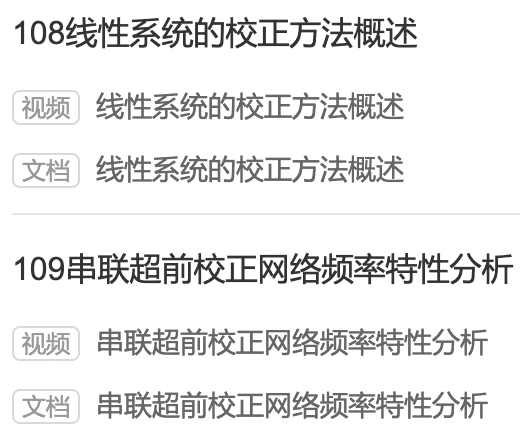 108线性系统的校正方法概述
视频 线性系统的校正方法概述
文档 线性系统的校正方法概述
109串联超前校正网络频率特性分析
视频 串联超前校正网络频率特性分析
文档 串联超前校正网络频率特性分析